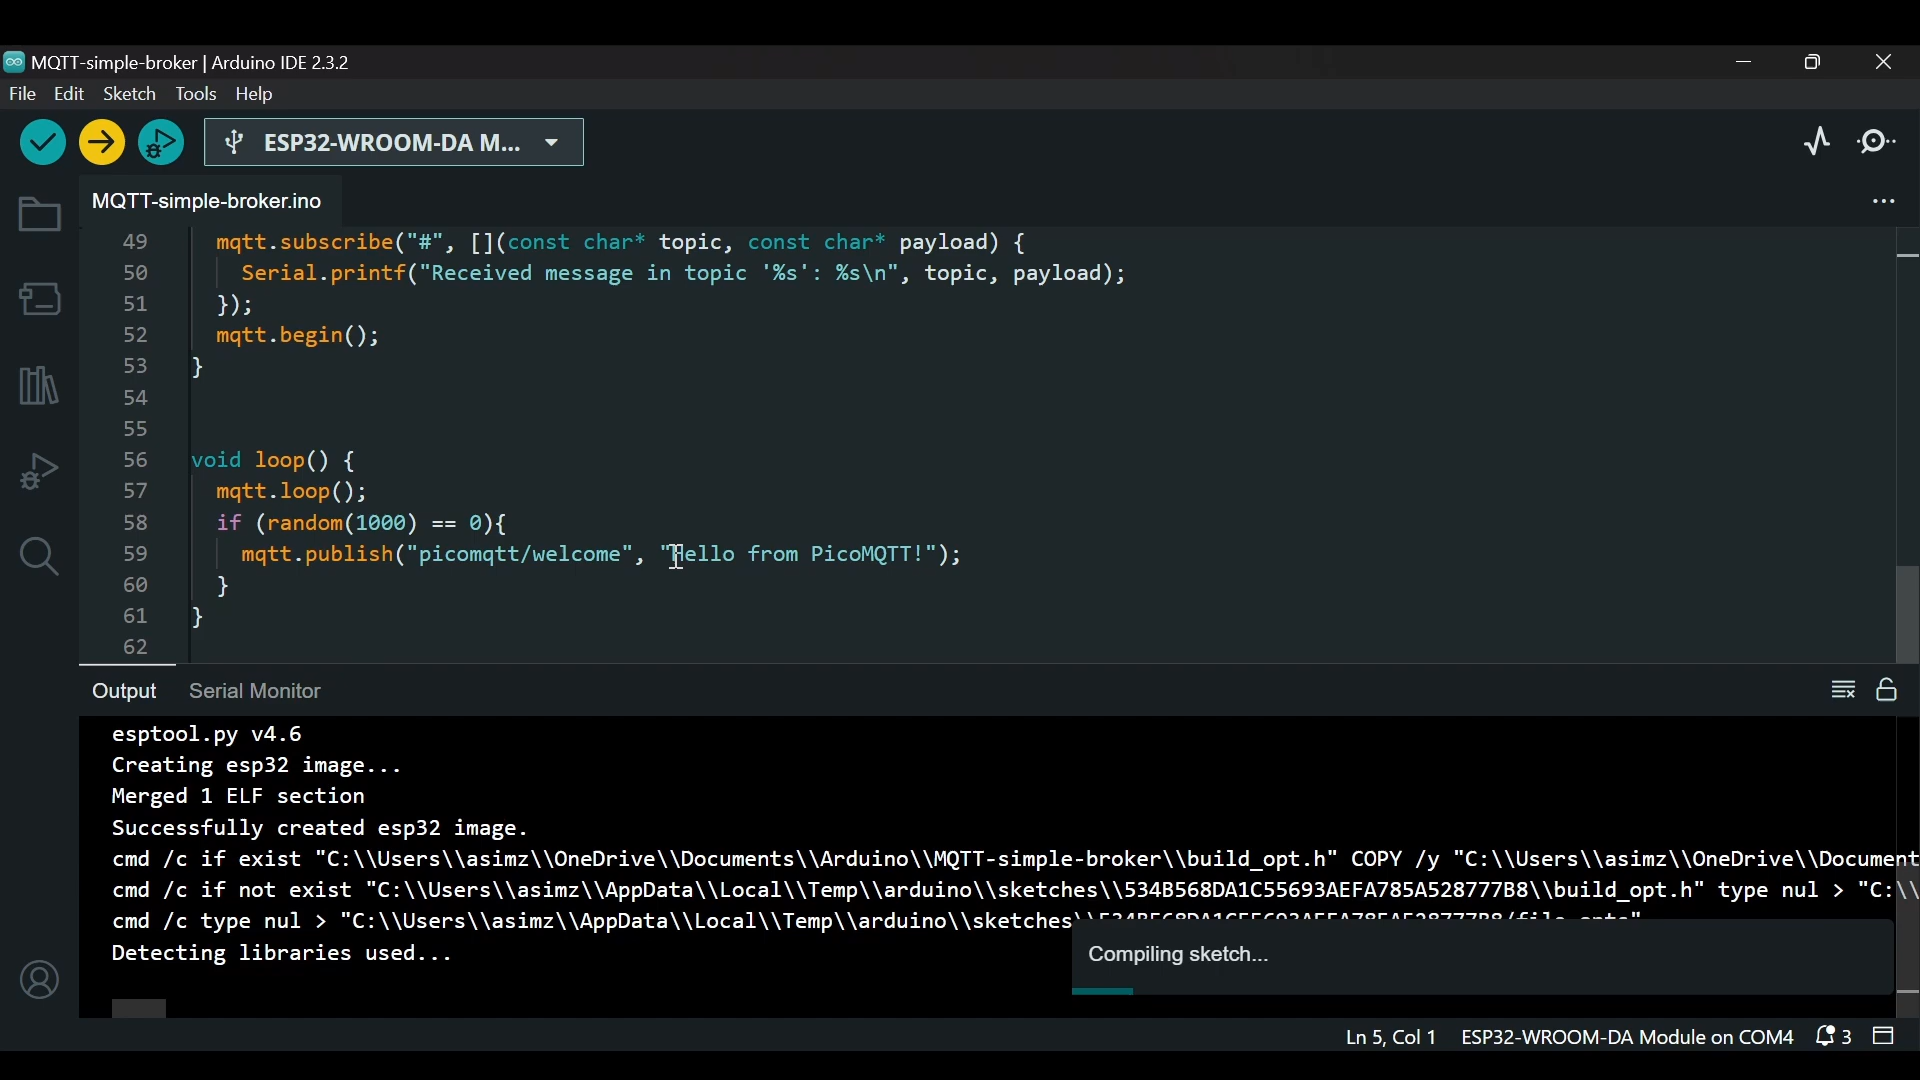 MQTT-simple-broker | Arduino IDE 2.3.2
File Edit Sketch Tools Help
ESP32-WROOM-DA M...
MQTT-simple-broker.ino
49 mqtt.subscribe("#", [](const char* topic, const char* payload) {
50 Serial.printf("Received message in topic '%s': %s\n", topic, payload);
51 });
52 mqtt.begin();
53 }
54
55
56 void loop() {
57 mqtt.loop();
58 if (random(1000) == 0){
59 mqtt.publish("picomqtt/welcome", "Hello from PicoMQTT!");
60 }
61 }
62
Output Serial Monitor
esptool.py v4.6
Creating esp32 image...
Merged 1 ELF section
Successfully created esp32 image.
cmd /c if exist "C:\\Users\\asimz\\OneDrive\\Documents\\Arduino\\MQTT-simple-broker\\build_opt.h" COPY /y "C:\\Users\\asimz\\OneDrive\\Document
cmd /c if not exist "C:\\Users\\asimz\\AppData\\Local\\Temp\\arduino\\sketches\\534B568DA1C55693AEFA785A528777B8\\build_opt.h" type nul > "C:\\
cmd /c type nul > "C:\\Users\\asimz\\AppData\\Local\\Temp\\arduino\\sketches
Detecting libraries used...
Compiling sketch...
Ln 5, Col 1 ESP32-WROOM-DA Module on COM4 3